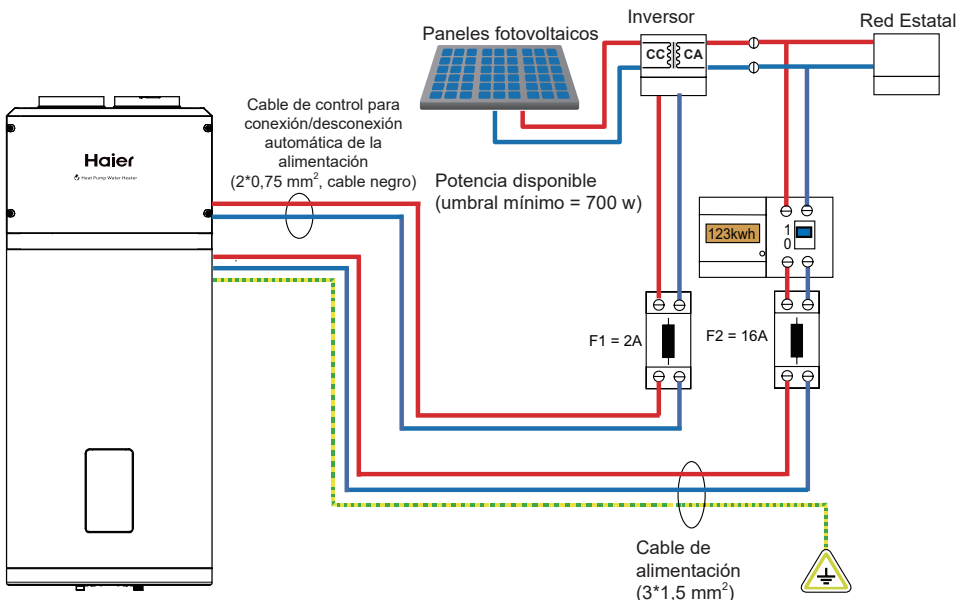 Inversor
Red Estatal
Paneles fotovoltaicos
CC
CA
Cable de control para
conexión/desconexión
automática de la
alimentación
(2*0,75 mm², cable negro)
Haier
Heat Pump Water Heater
Potencia disponible
(umbral mínimo = 700 w)
123kwh
1
0
F1 = 2A
F2 = 16A
Cable de
alimentación
(3*1,5 mm²)